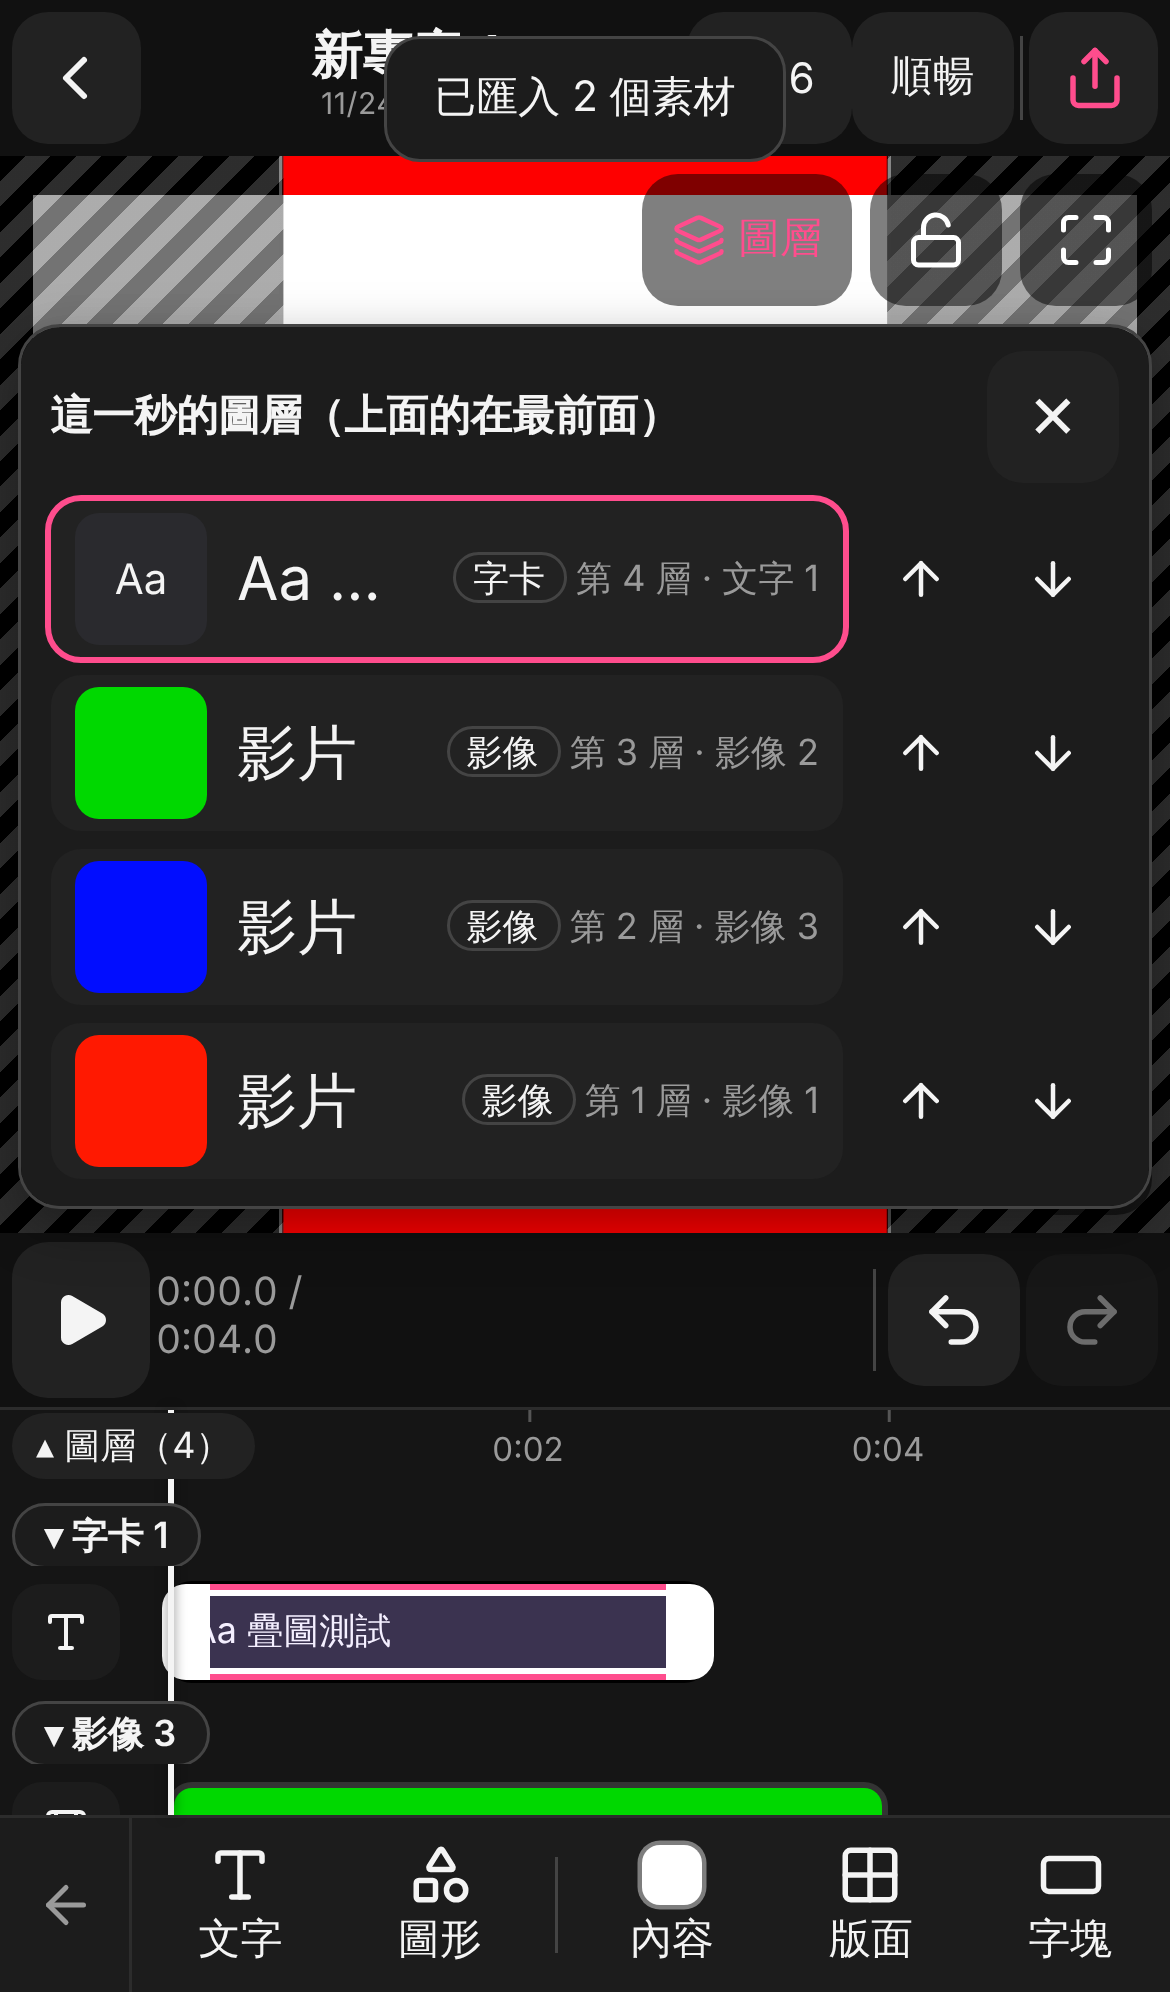 新專
11/24
已匯入 2 個素材
6
順暢
圖層
這一秒的圖層（上面的在最前面）
Aa
Aa ...
字卡
第 4 層 · 文字 1
影片
影像
第 3 層 · 影像 2
影片
影像
第 2 層 · 影像 3
影片
影像
第 1 層 · 影像 1
0:00.0 /
0:04.0
▲ 圖層（4）
0:02
0:04
▼ 字卡 1
Aa 疊圖測試
▼ 影像 3
文字
圖形
內容
版面
字塊